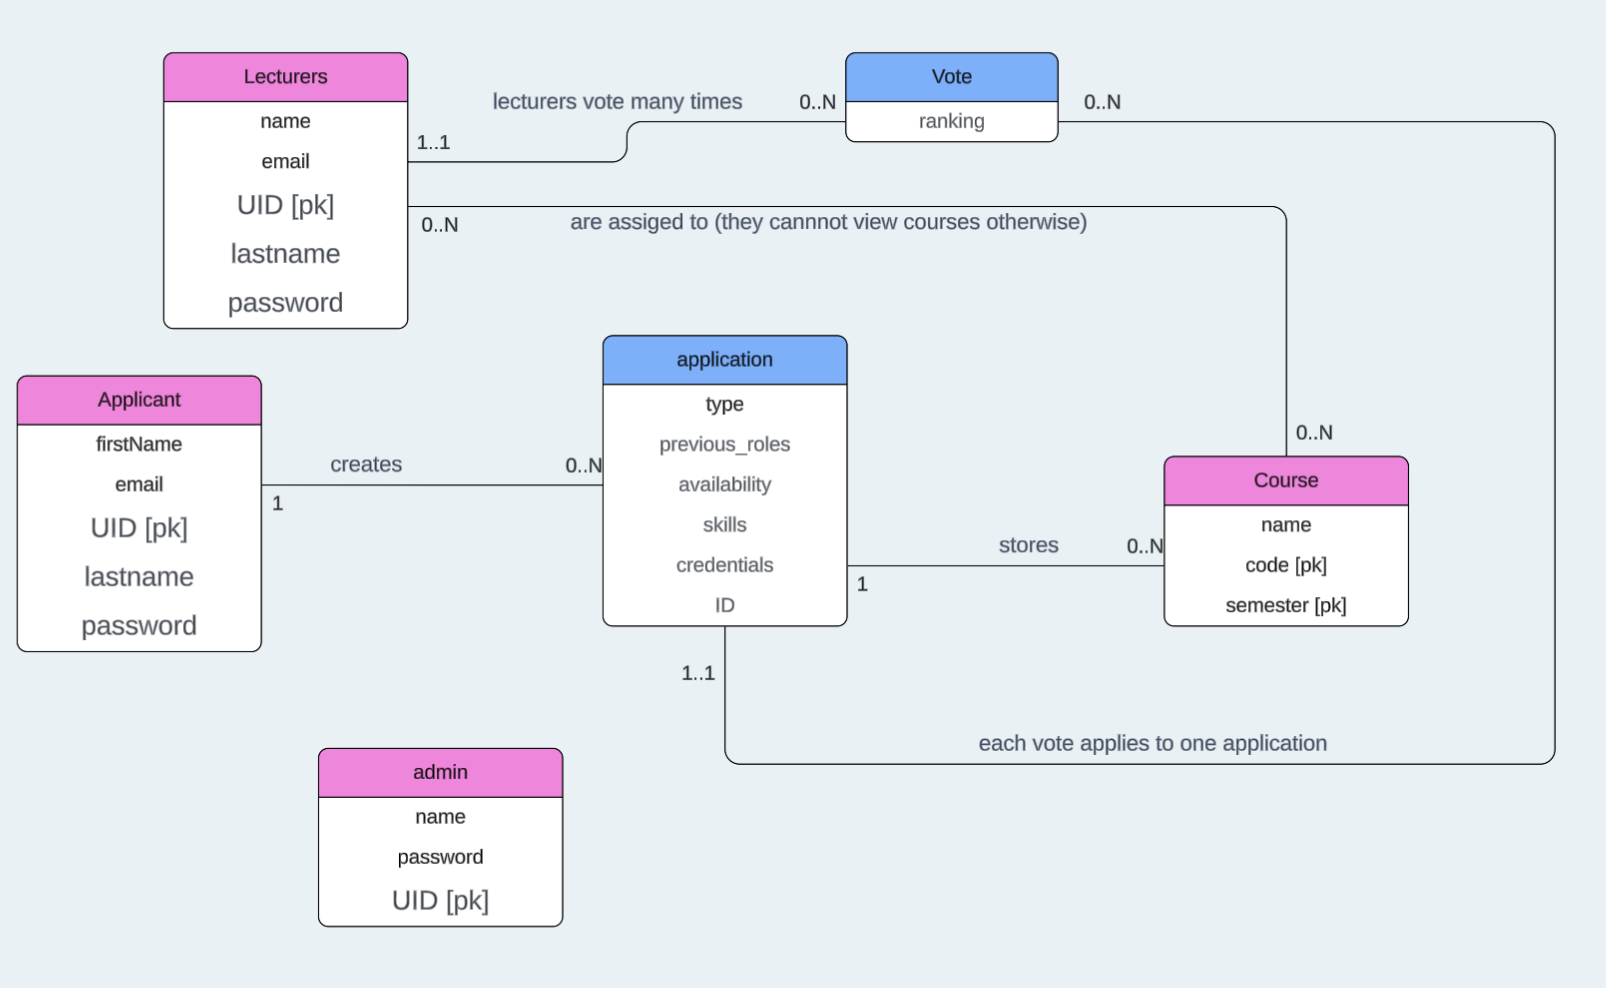 Lecturers
name
email
UID [pk]
lastname
password
lecturers vote many times
1..1
0..N
Vote
ranking
0..N
0..N
are assiged to (they cannnot view courses otherwise)
0..N
Applicant
firstName
email
UID [pk]
lastname
password
creates
1
0..N
application
type
previous_roles
availability
skills
credentials
ID
stores
1
0..N
Course
name
code [pk]
semester [pk]
1..1
each vote applies to one application
admin
name
password
UID [pk]